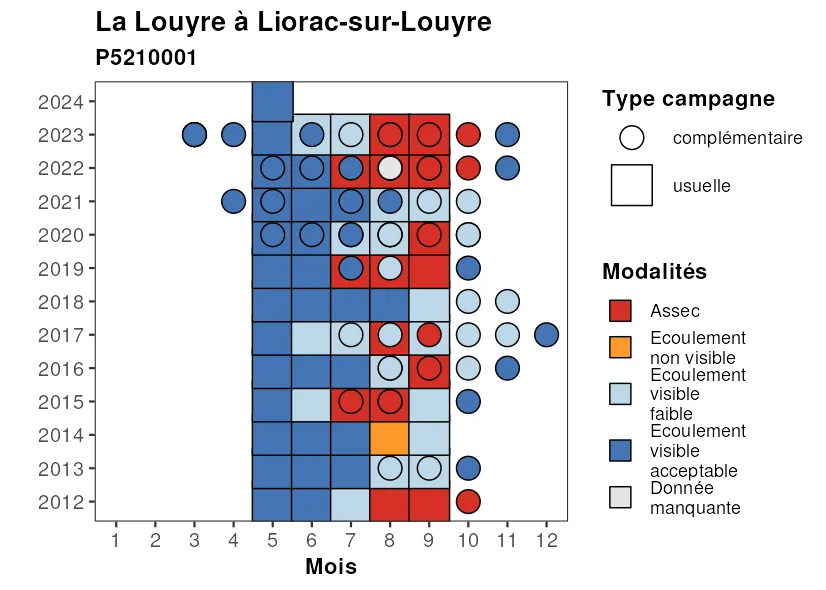 La Louyre à Liorac-sur-Louyre
P5210001
2024
2023
2022
2021
2020
2019
2018
2017
2016
2015
2014
2013
2012
1 2 3 4 5 6 7 8 9 10 11 12
Mois
Type campagne
complémentaire
usuelle
Modalités
Assec
Ecoulement
non visible
Ecoulement
visible
faible
Ecoulement
visible
acceptable
Donnée
manquante